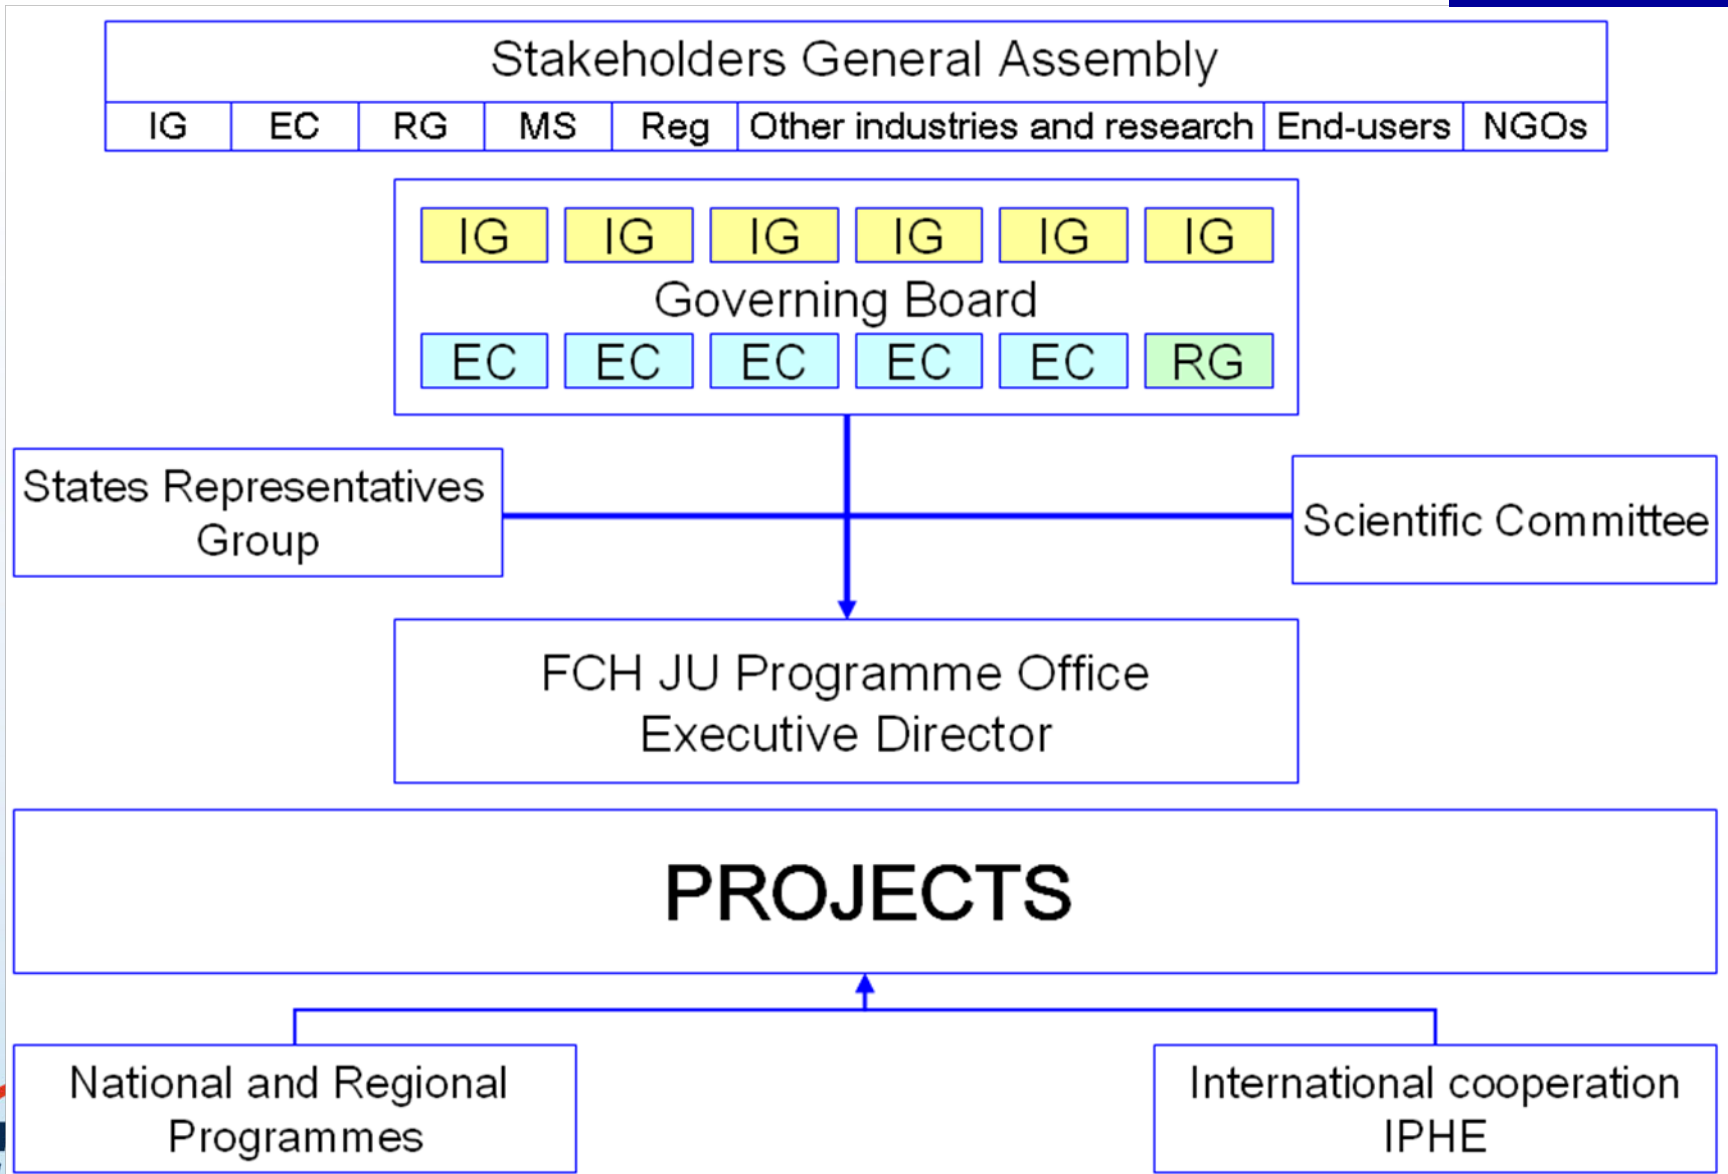 Stakeholders General Assembly
IG EC RG MS Reg Other industries and research End-users NGOs
IG IG IG IG IG IG
Governing Board
EC EC EC EC EC RG
States Representatives
Group
Scientific Committee
FCH JU Programme Office
Executive Director
PROJECTS
National and Regional
Programmes
International cooperation
IPHE